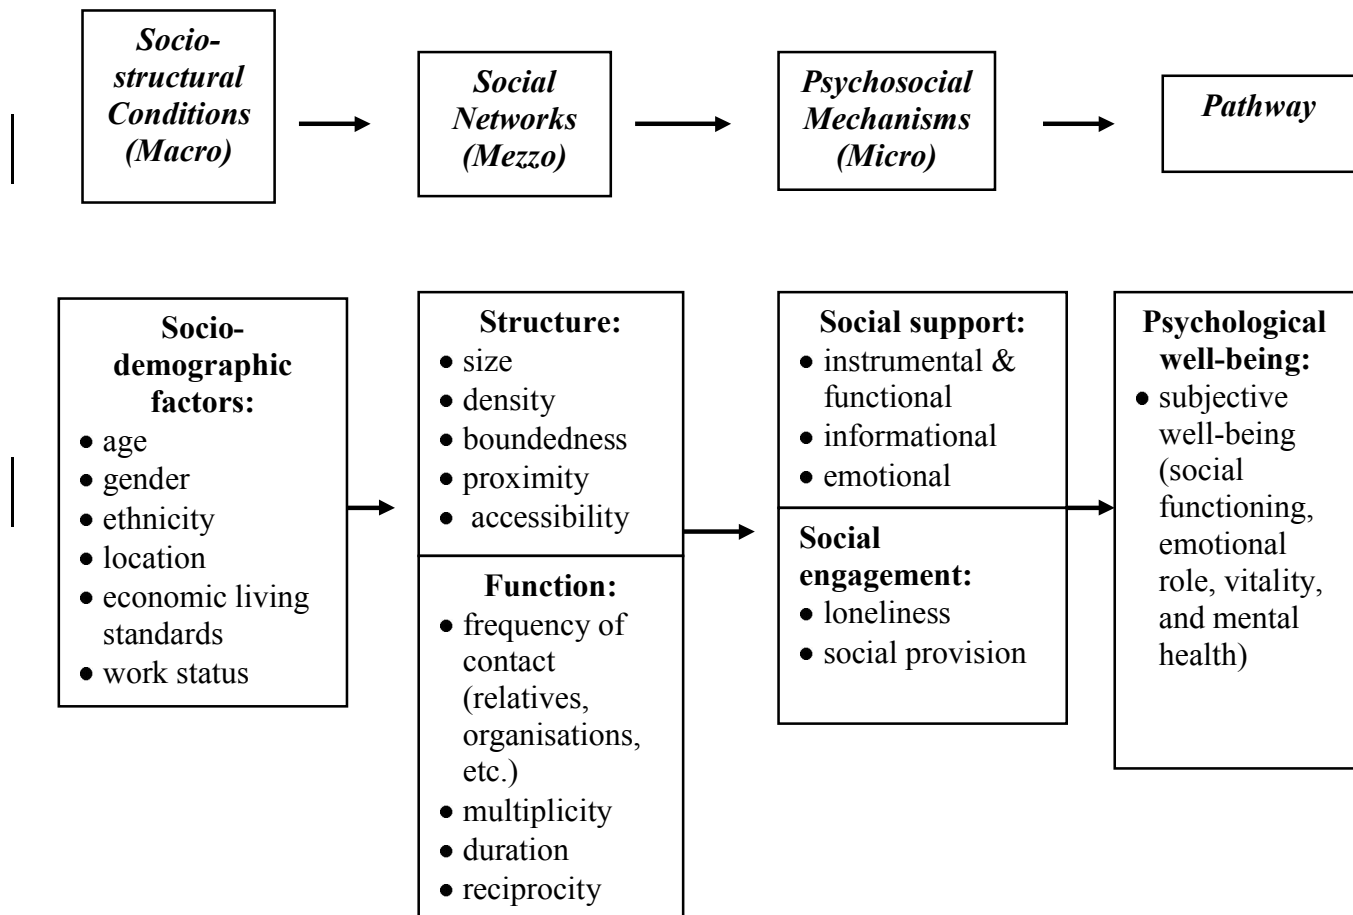 Socio-
structural
Conditions
(Macro)
Social
Networks
(Mezzo)
Psychosocial
Mechanisms
(Micro)
Pathway
Socio-
demographic
factors:
• age
• gender
• ethnicity
• location
• economic living
standards
• work status
Structure:
• size
• density
• boundedness
• proximity
• accessibility
Function:
• frequency of
contact
(relatives,
organisations,
etc.)
• multiplicity
• duration
• reciprocity
Social support:
• instrumental &
functional
• informational
• emotional
Social
engagement:
• loneliness
• social provision
Psychological
well-being:
• subjective
well-being
(social
functioning,
emotional
role, vitality,
and mental
health)